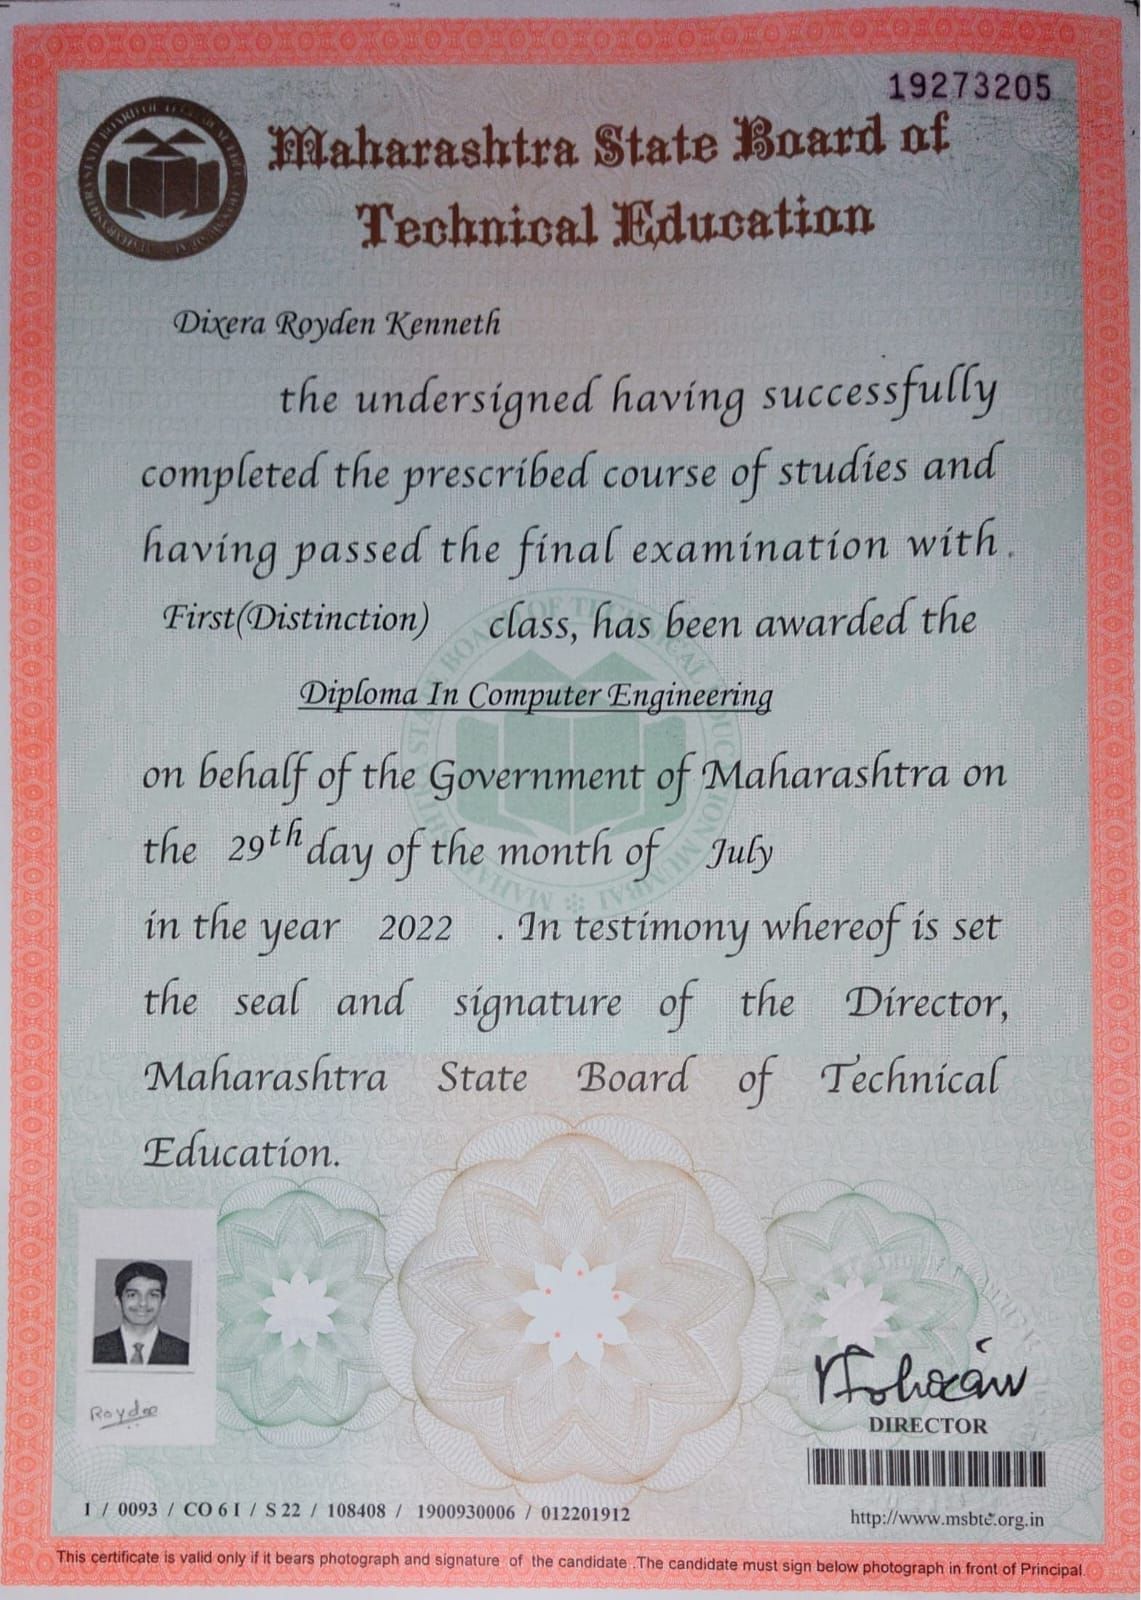 19273205
Maharashtra State Board of
Technical Education
Dixera Royden Kenneth
the undersigned having successfully
completed the prescribed course of studies and
having passed the final examination with
First(Distinction) class, has been awarded the
Diploma In Computer Engineering
on behalf of the Government of Maharashtra on
the 29th day of the month of July
in the year 2022 . In testimony whereof is set
the seal and signature of the Director,
Maharashtra State Board of Technical
Education.
Royden
DIRECTOR
1 / 0093 / CO 6 I / S 22 / 108408 / 1900930006 / 012201912
http://www.msbte.org.in
This certificate is valid only if it bears photograph and signature of the candidate .The candidate must sign below photograph in front of Principal.